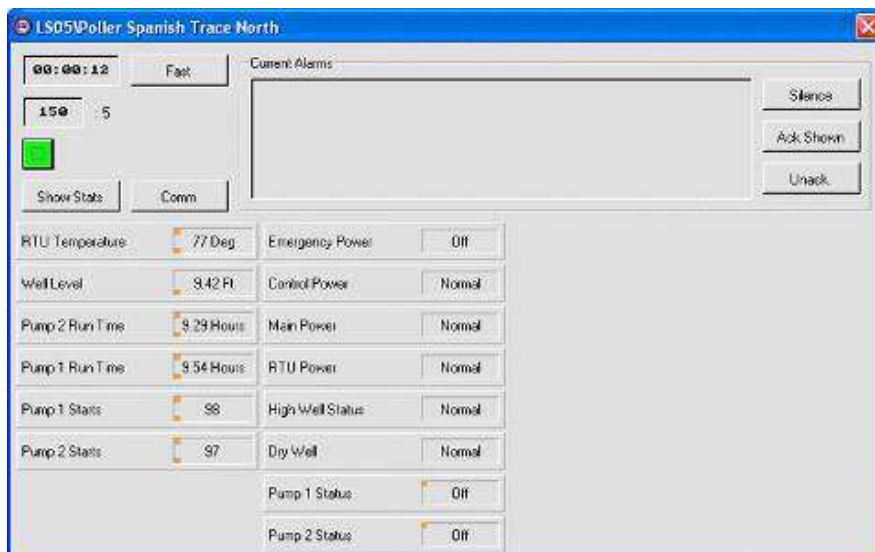 LS05\Poller Spanish Trace North
00:00:12
Fast
Current Alarms
150
:5
Silence
Ack Shown
Unack
Show Stats
Comm
RTU Temperature
77 Deg
Emergency Power
Off
Well Level
9.42 Ft
Control Power
Normal
Pump 2 Run Time
9.29 Hours
Main Power
Normal
Pump 1 Run Time
9.54 Hours
RTU Power
Normal
Pump 1 Starts
98
High Well Status
Normal
Pump 2 Starts
97
Dry Well
Normal
Pump 1 Status
Off
Pump 2 Status
Off